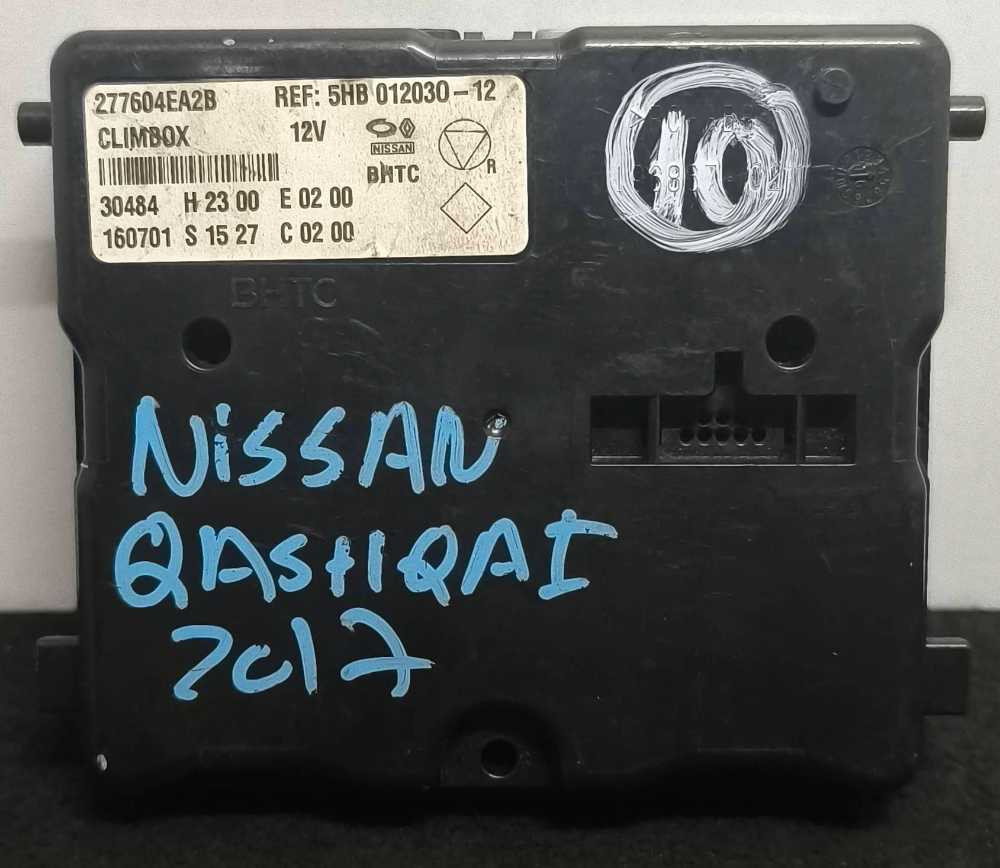 277604EA2B REF: 5HB 012030-12
CLIMBOX 12V
NISSAN
BHTC
R
30484 H 23 00 E 02 00
160701 S 15 27 C 02 00
10
BHTC
NISSAN
QASHQAI
2017